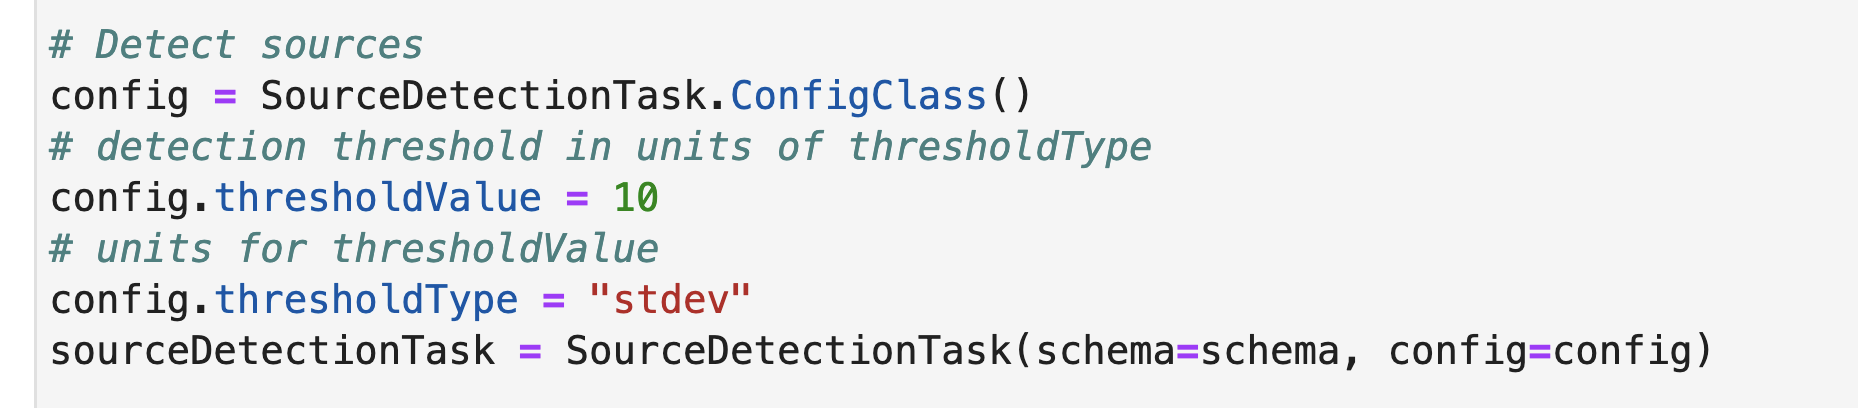 # Detect sources
config = SourceDetectionTask.ConfigClass()
# detection threshold in units of thresholdType
config.thresholdValue = 10
# units for thresholdValue
config.thresholdType = "stdev"
sourceDetectionTask = SourceDetectionTask(schema=schema, config=config)